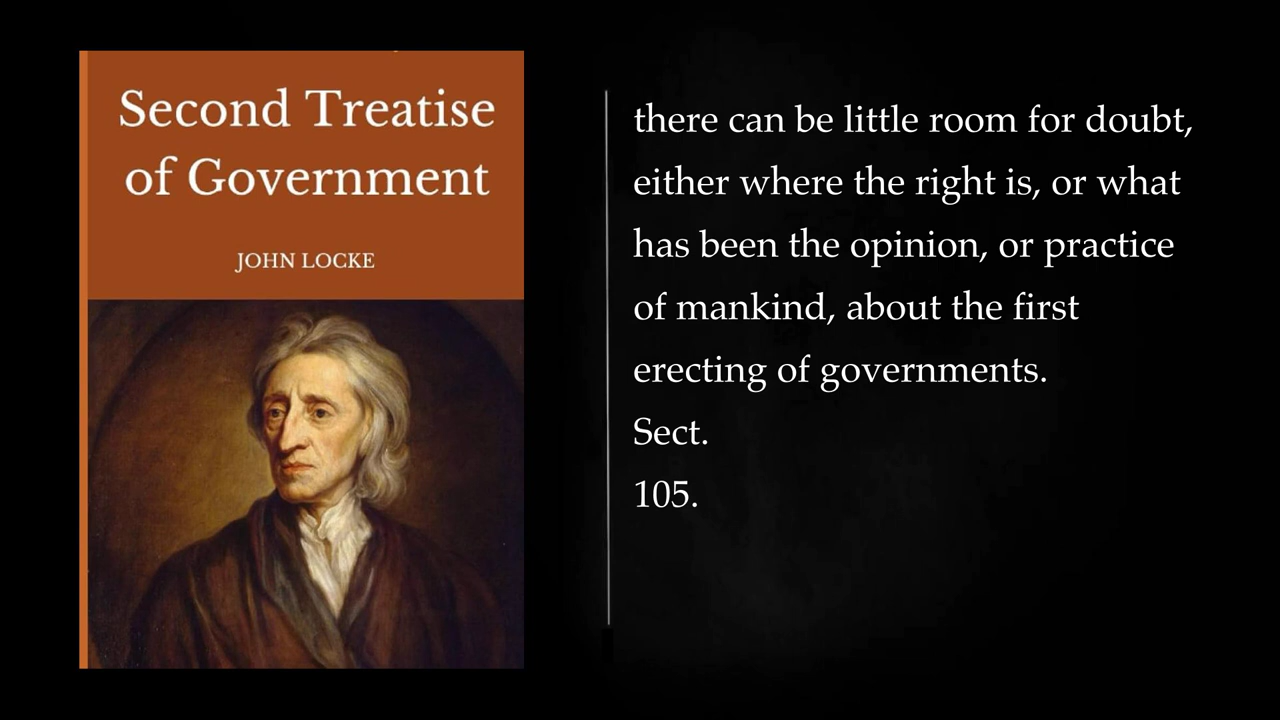 Second Treatise
of Government
JOHN LOCKE
there can be little room for doubt,
either where the right is, or what
has been the opinion, or practice
of mankind, about the first
erecting of governments.
Sect.
105.